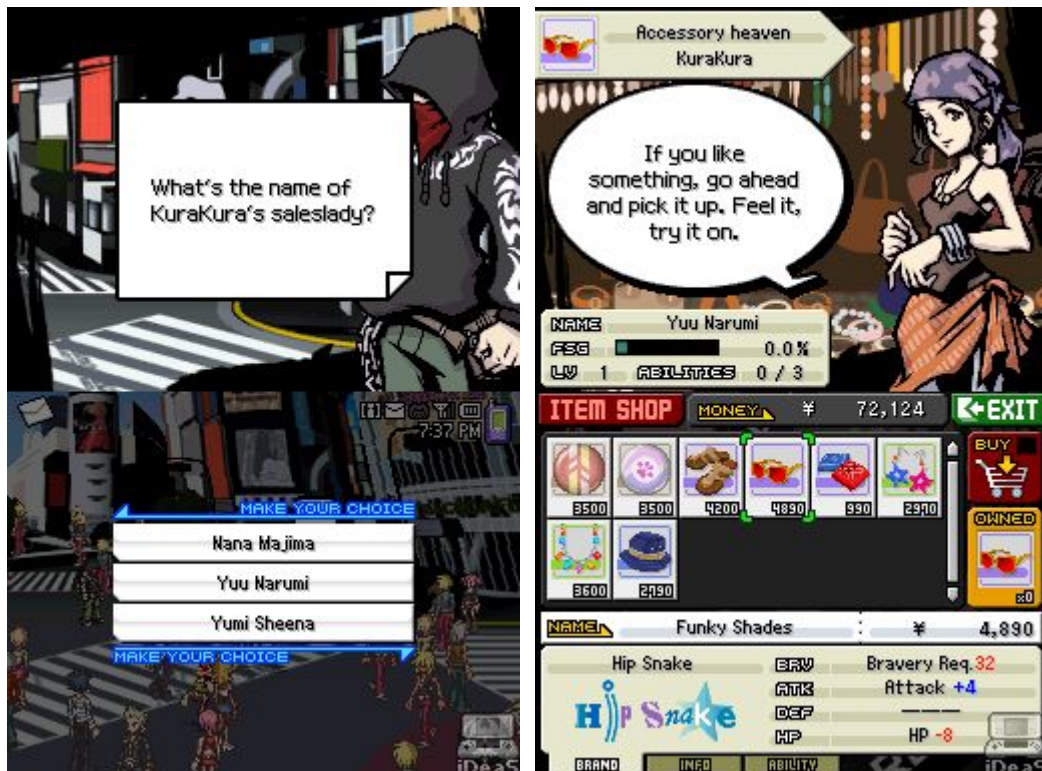 What's the name of
KuraKura's saleslady?
7:37 PM
MAKE YOUR CHOICE
Nana Majima
Yuu Narumi
Yumi Sheena
MAKE YOUR CHOICE
iDeaS
Accessory heaven
KuraKura
If you like
something, go ahead
and pick it up. Feel it,
try it on.
NAME Yuu Narumi
FSG 0.0%
LV 1 ABILITIES 0 / 3
ITEM SHOP MONEY ¥ 72,124 EXIT
BUY
3500 3500 4200 4890 990 2970
OWNED
x0
3600 2,190
NAME Funky Shades ¥ 4,890
Hip Snake BRV Bravery Req.32
ATK Attack +4
Hip Snake DEF ———
HP HP -8
BRAND INFO ABILITY
iDeaS